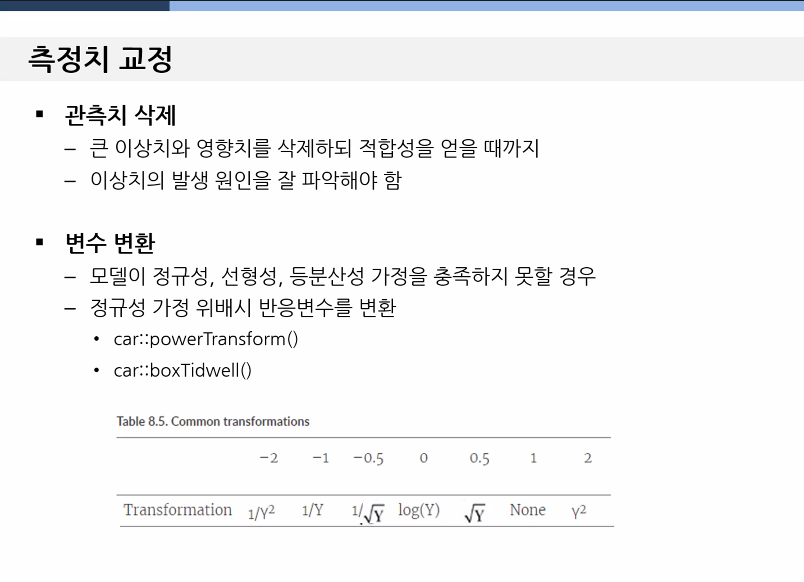 측정치 교정
▪ 관측치 삭제
– 큰 이상치와 영향치를 삭제하되 적합성을 얻을 때까지
– 이상치의 발생 원인을 잘 파악해야 함
▪ 변수 변환
– 모델이 정규성, 선형성, 등분산성 가정을 충족하지 못할 경우
– 정규성 가정 위배시 반응변수를 변환
• car::powerTransform()
• car::boxTidwell()
Table 8.5. Common transformations
−2 −1 −0.5 0 0.5 1 2
Transformation 1/Y² 1/Y 1/√Y log(Y) √Y None Y²